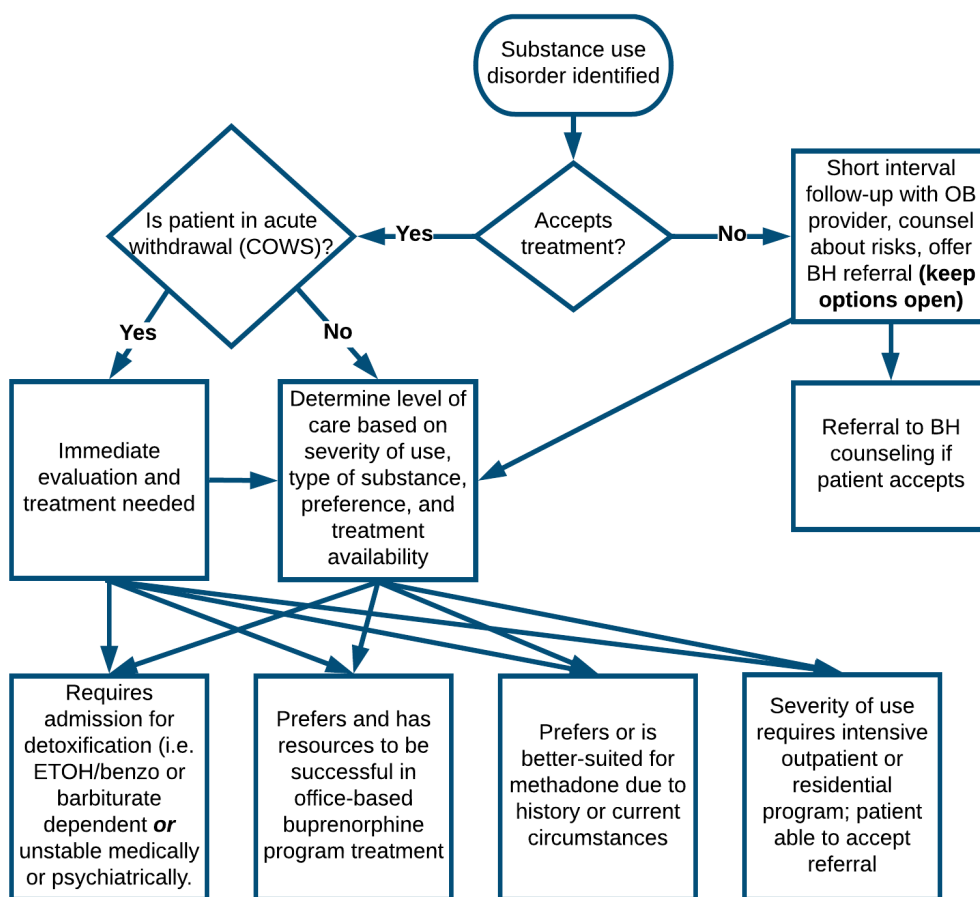 Substance use
disorder identified
Is patient in acute
withdrawal (COWS)?
Yes
Accepts
treatment?
No
Short interval
follow-up with OB
provider, counsel
about risks, offer
BH referral (keep
options open)
Yes
No
Immediate
evaluation and
treatment needed
Determine level of
care based on
severity of use,
type of substance,
preference, and
treatment
availability
Referral to BH
counseling if
patient accepts
Requires
admission for
detoxification (i.e.
ETOH/benzo or
barbiturate
dependent or
unstable medically
or psychiatrically.
Prefers and has
resources to be
successful in
office-based
buprenorphine
program treatment
Prefers or is
better-suited for
methadone due to
history or current
circumstances
Severity of use
requires intensive
outpatient or
residential
program; patient
able to accept
referral